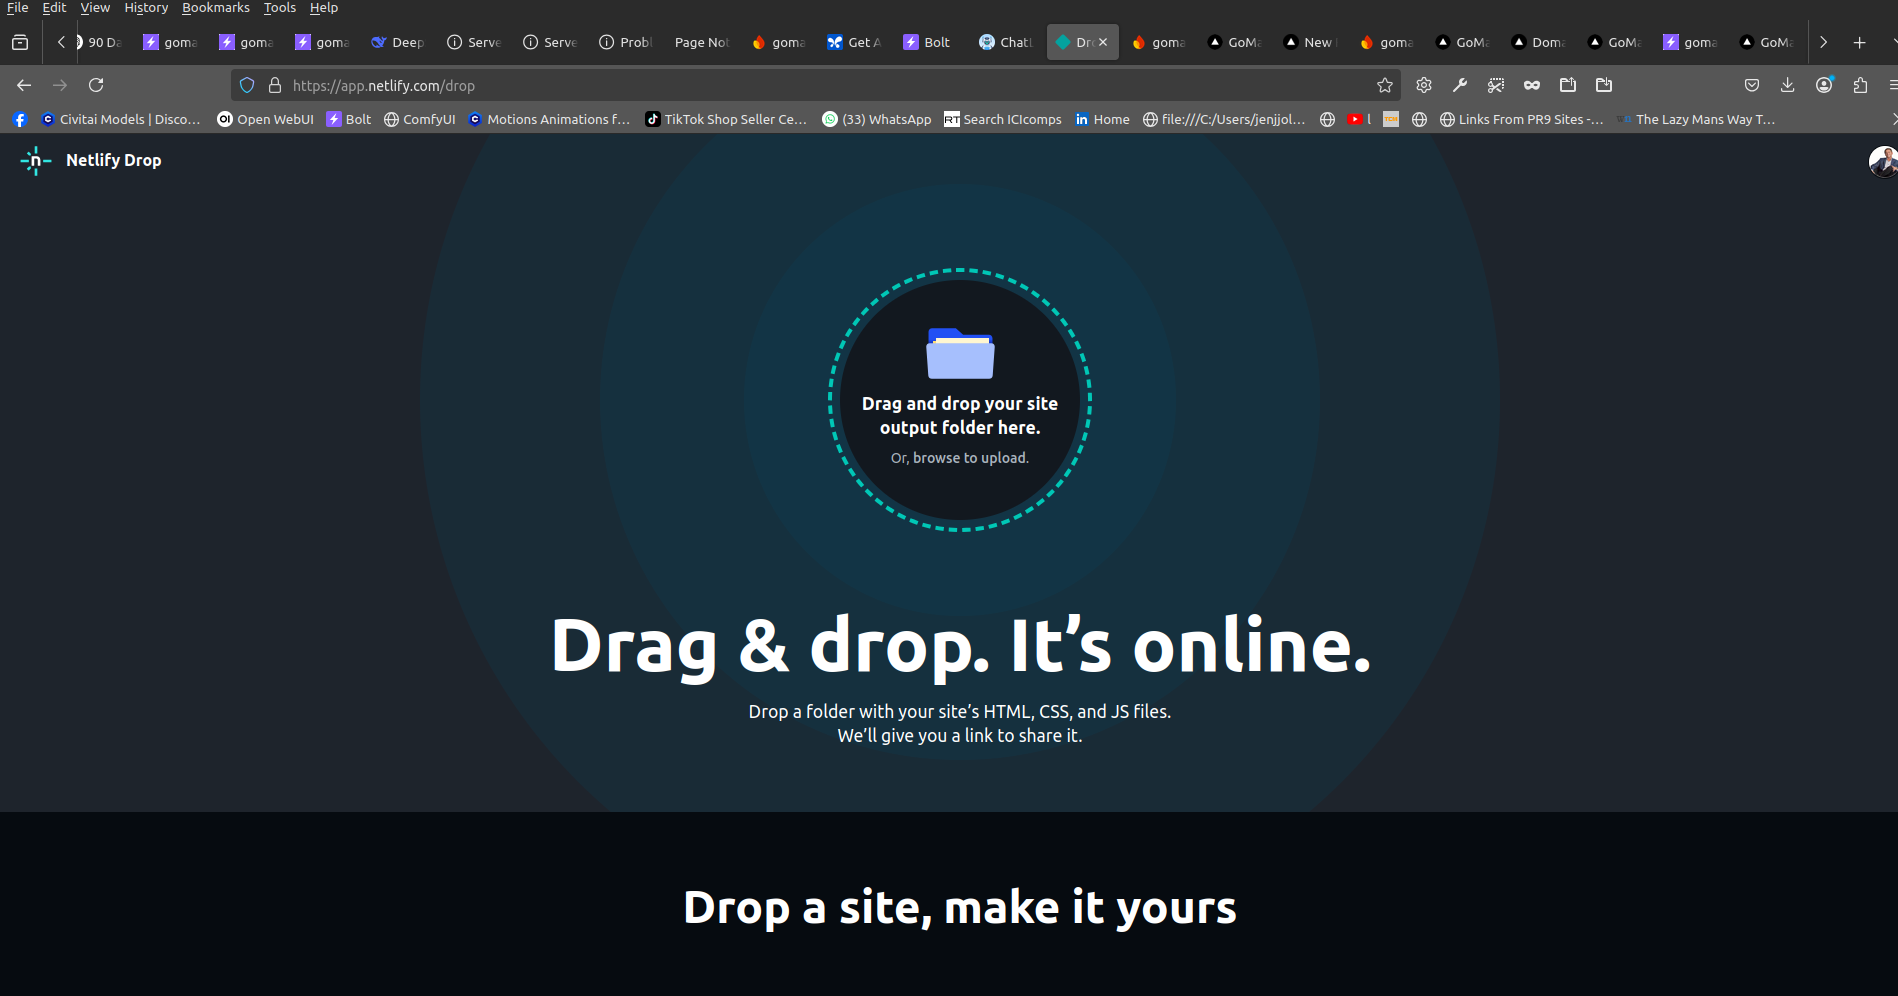 File Edit View History Bookmarks Tools Help
90 Da goma goma goma Deep Serve Serve Probl Page Not goma Get A Bolt ChatL Dro goma GoMa New goma GoMa Doma GoMa goma GoMa
https://app.netlify.com/drop
Civitai Models | Disco... Open WebUI Bolt ComfyUI Motions Animations f... TikTok Shop Seller Ce... (33) WhatsApp RT Search ICIcomps Home file:///C:/Users/jenjjol... l Links From PR9 Sites -... The Lazy Mans Way T...
Netlify Drop
Drag and drop your site
output folder here.
Or, browse to upload.
Drag & drop. It’s online.
Drop a folder with your site’s HTML, CSS, and JS files.
We’ll give you a link to share it.
Drop a site, make it yours